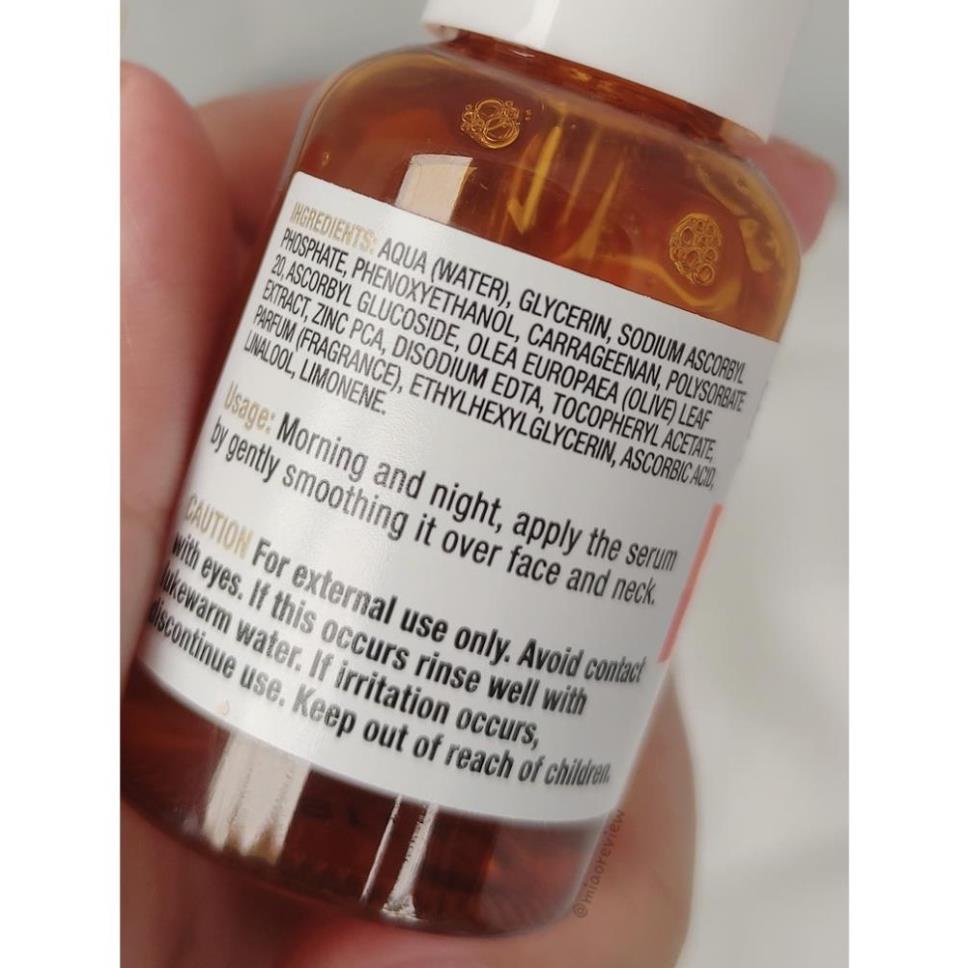 INGREDIENTS: AQUA (WATER), GLYCERIN, SODIUM ASCORBYL
PHOSPHATE, PHENOXYETHANOL, CARRAGEENAN, POLYSORBATE
20, ASCORBYL GLUCOSIDE, OLEA EUROPAEA (OLIVE) LEAF
EXTRACT, ZINC PCA, DISODIUM EDTA, TOCOPHERYL ACETATE,
PARFUM (FRAGRANCE), ETHYLHEXYLGLYCERIN, ASCORBIC ACID,
LINALOOL, LIMONENE.
Usage: Morning and night, apply the serum
by gently smoothing it over face and neck.
CAUTION For external use only. Avoid contact
with eyes. If this occurs rinse well with
lukewarm water. If irritation occurs,
discontinue use. Keep out of reach of children.
@miaoreview